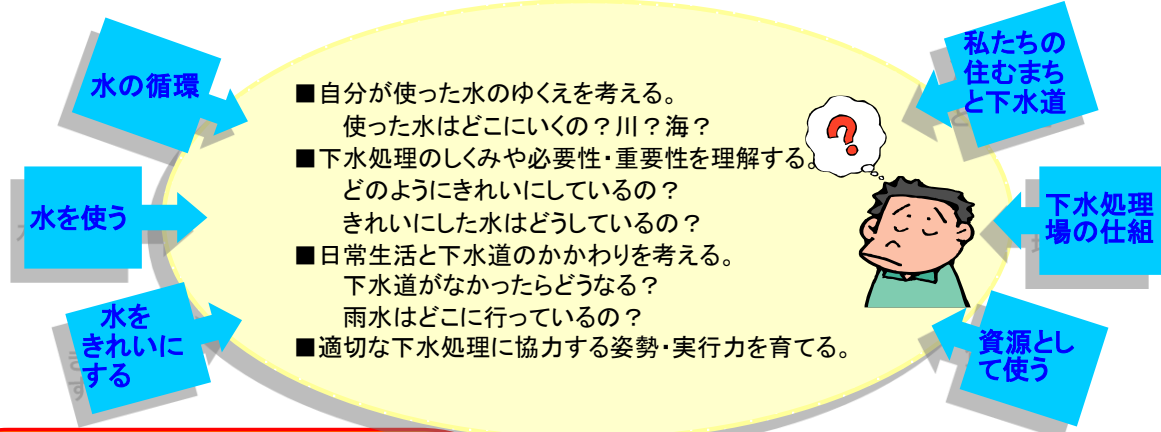 水の循環
水を使う
水を
きれいに
する
■自分が使った水のゆくえを考える。
使った水はどこにいくの？川？海？
■下水処理のしくみや必要性・重要性を理解する。
どのようにきれいにしているの？
きれいにした水はどうしているの？
■日常生活と下水道のかかわりを考える。
下水道がなかったらどうなる？
雨水はどこに行っているの？
■適切な下水処理に協力する姿勢・実行力を育てる。
?
私たちの
住むまち
と下水道
下水処理
場の仕組
資源とし
て使う